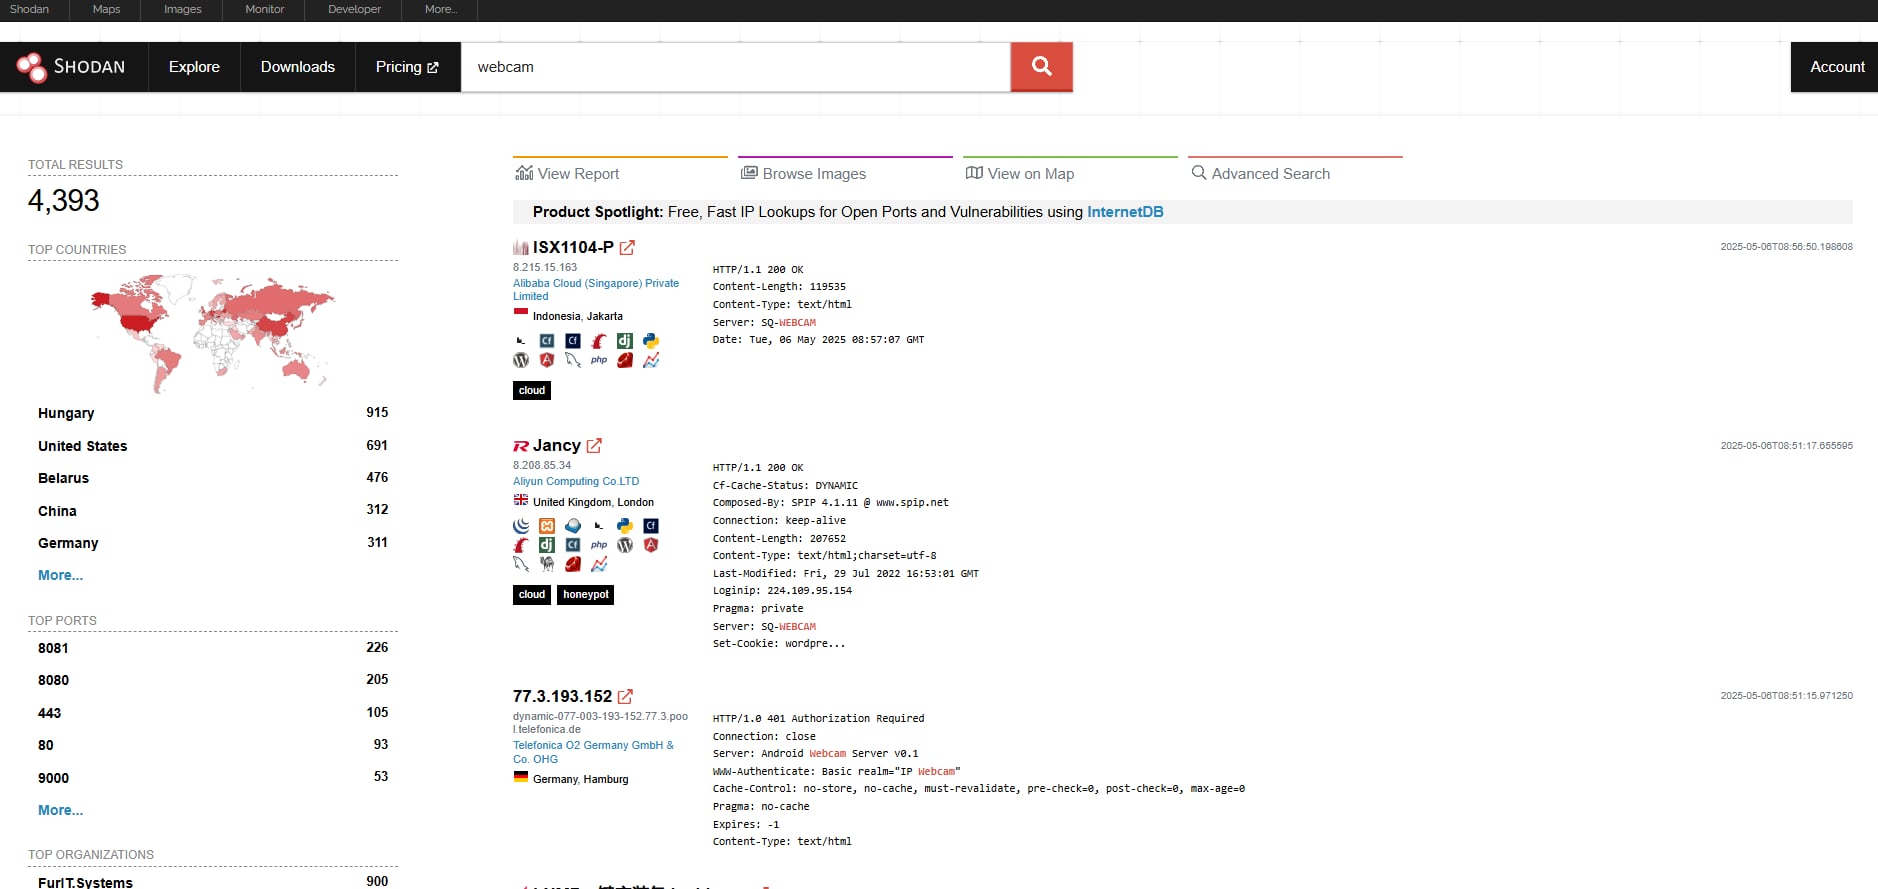 Shodan Maps Images Monitor Developer More...
SHODAN Explore Downloads Pricing webcam Account
TOTAL RESULTS
4,393
TOP COUNTRIES
Hungary 915
United States 691
Belarus 476
China 312
Germany 311
More...
TOP PORTS
8081 226
8080 205
443 105
80 93
9000 53
More...
TOP ORGANIZATIONS
FurIT.Systems 900
View Report Browse Images View on Map Advanced Search
Product Spotlight: Free, Fast IP Lookups for Open Ports and Vulnerabilities using InternetDB
ISX1104-P
2025-05-06T08:56:50.198608
8.215.15.163
Alibaba Cloud (Singapore) Private
Limited
Indonesia, Jakarta
php
cloud
HTTP/1.1 200 OK
Content-Length: 119535
Content-Type: text/html
Server: SQ-WEBCAM
Date: Tue, 06 May 2025 08:57:07 GMT
Jancy
2025-05-06T08:51:17.655595
8.208.85.34
Aliyun Computing Co.LTD
United Kingdom, London
php
cloud honeypot
HTTP/1.1 200 OK
Cf-Cache-Status: DYNAMIC
Composed-By: SPIP 4.1.11 @ www.spip.net
Connection: keep-alive
Content-Length: 207652
Content-Type: text/html;charset=utf-8
Last-Modified: Fri, 29 Jul 2022 16:53:01 GMT
Loginip: 224.109.95.154
Pragma: private
Server: SQ-WEBCAM
Set-Cookie: wordpre...
77.3.193.152
2025-05-06T08:51:15.971250
dynamic-077-003-193-152.77.3.poo
l.telefonica.de
Telefonica O2 Germany GmbH &
Co. OHG
Germany, Hamburg
HTTP/1.0 401 Authorization Required
Connection: close
Server: Android Webcam Server v0.1
WWW-Authenticate: Basic realm="IP Webcam"
Cache-Control: no-store, no-cache, must-revalidate, pre-check=0, post-check=0, max-age=0
Pragma: no-cache
Expires: -1
Content-Type: text/html